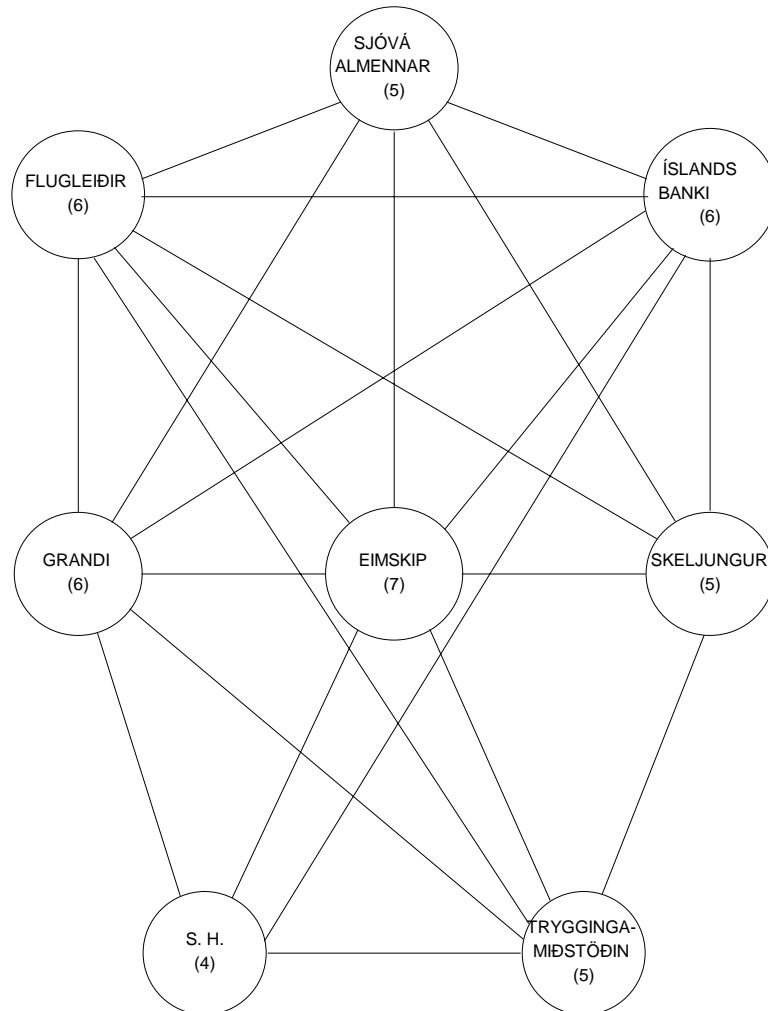 SJÓVÁ
ALMENNAR
(5)
FLUGLEIÐIR
(6)
ÍSLANDS
BANKI
(6)
GRANDI
(6)
EIMSKIP
(7)
SKELJUNGUR
(5)
S. H.
(4)
TRYGGINGA-
MIÐSTÖÐIN
(5)